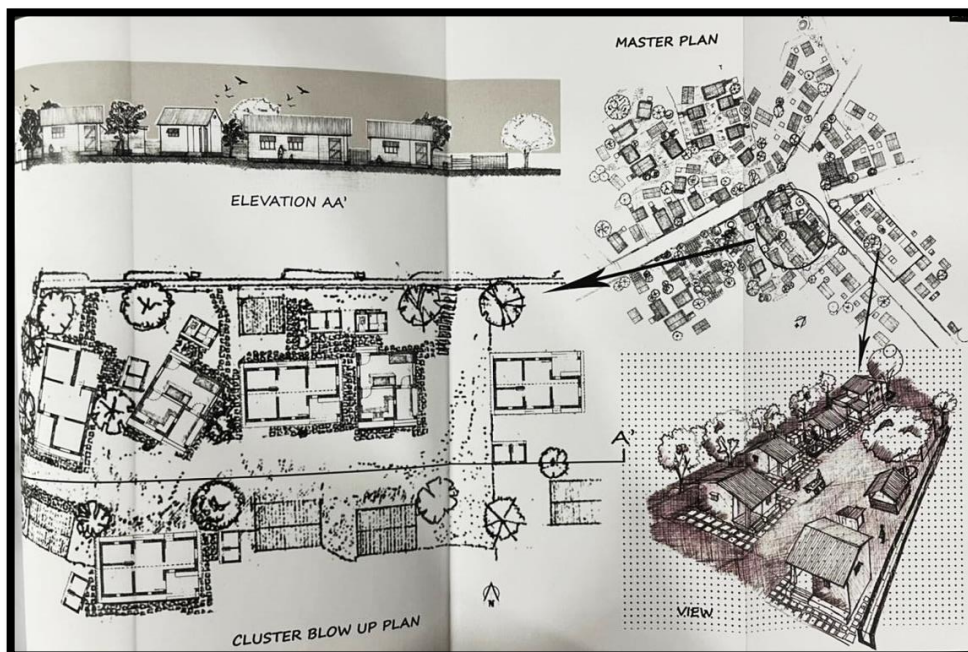 MASTER PLAN
ELEVATION AA'
A'
N
VIEW
CLUSTER BLOW UP PLAN